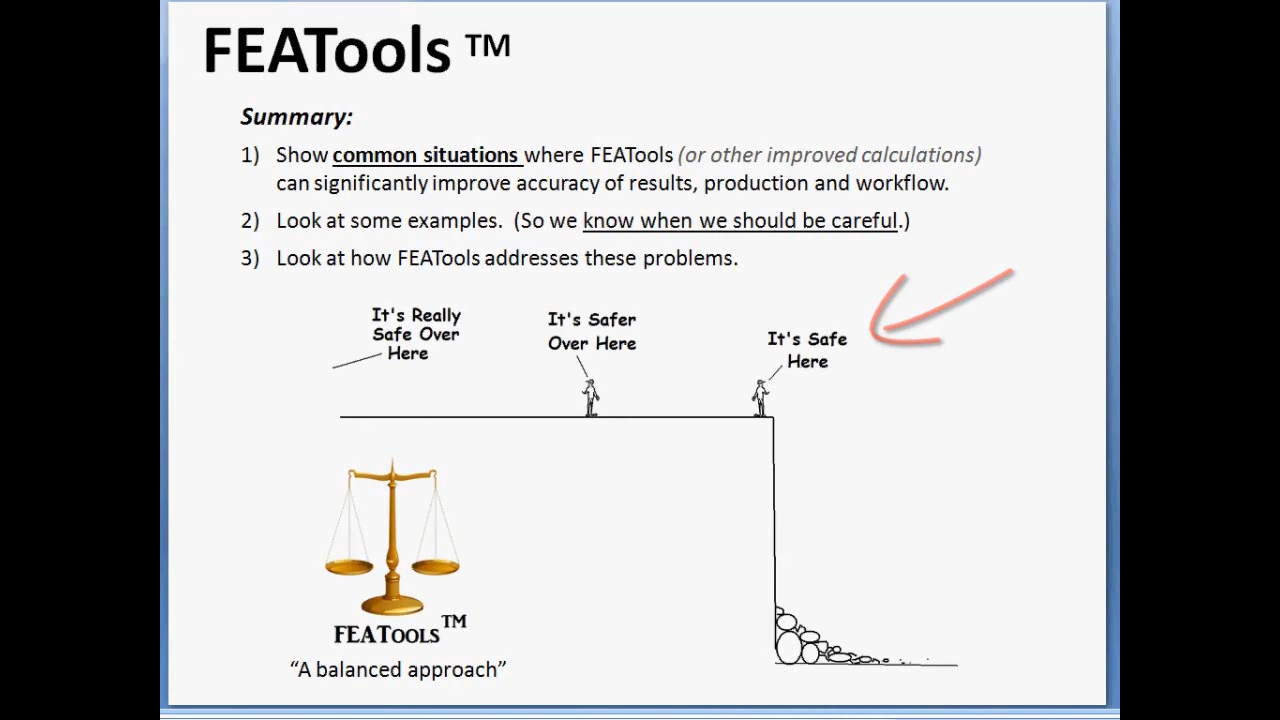 FEATools ™
Summary:
1) Show common situations where FEATools (or other improved calculations)
can significantly improve accuracy of results, production and workflow.
2) Look at some examples. (So we know when we should be careful.)
3) Look at how FEATools addresses these problems.
It's Really
Safe Over
Here
It's Safer
Over Here
It's Safe
Here
FEATools™
“A balanced approach”